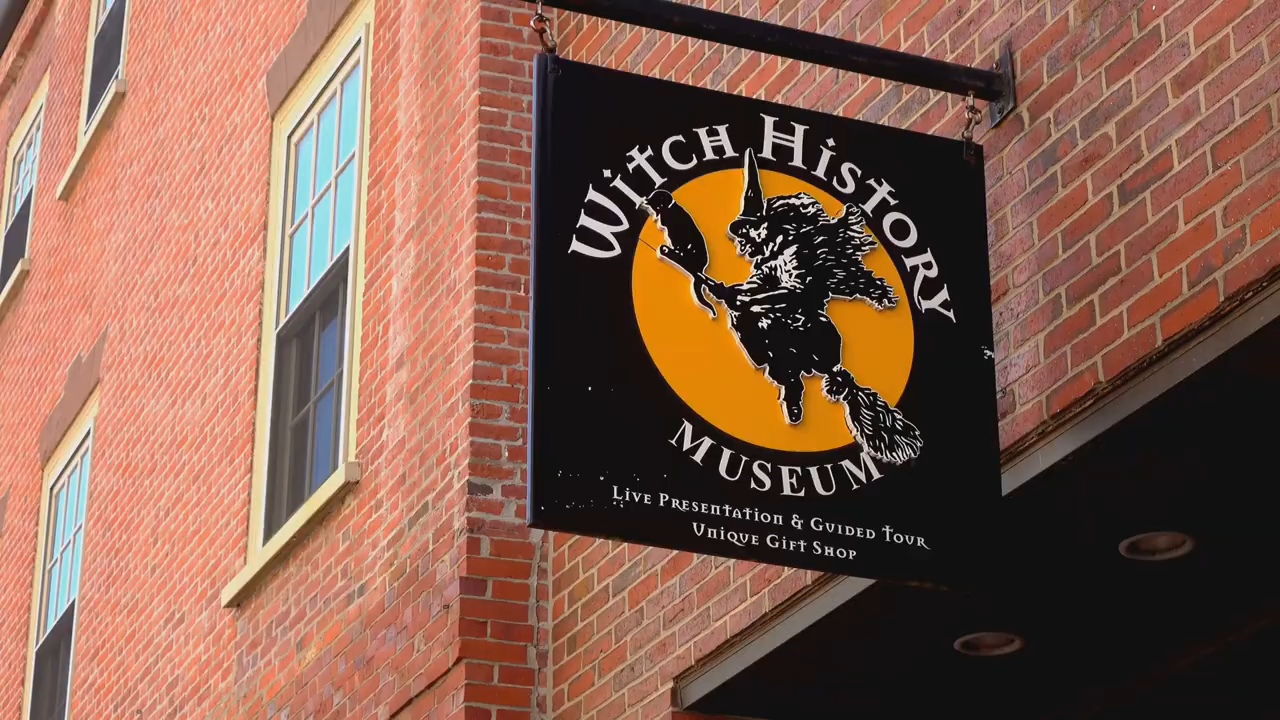 Witch History
Museum
Live Presentation & Guided Tour
Unique Gift Shop